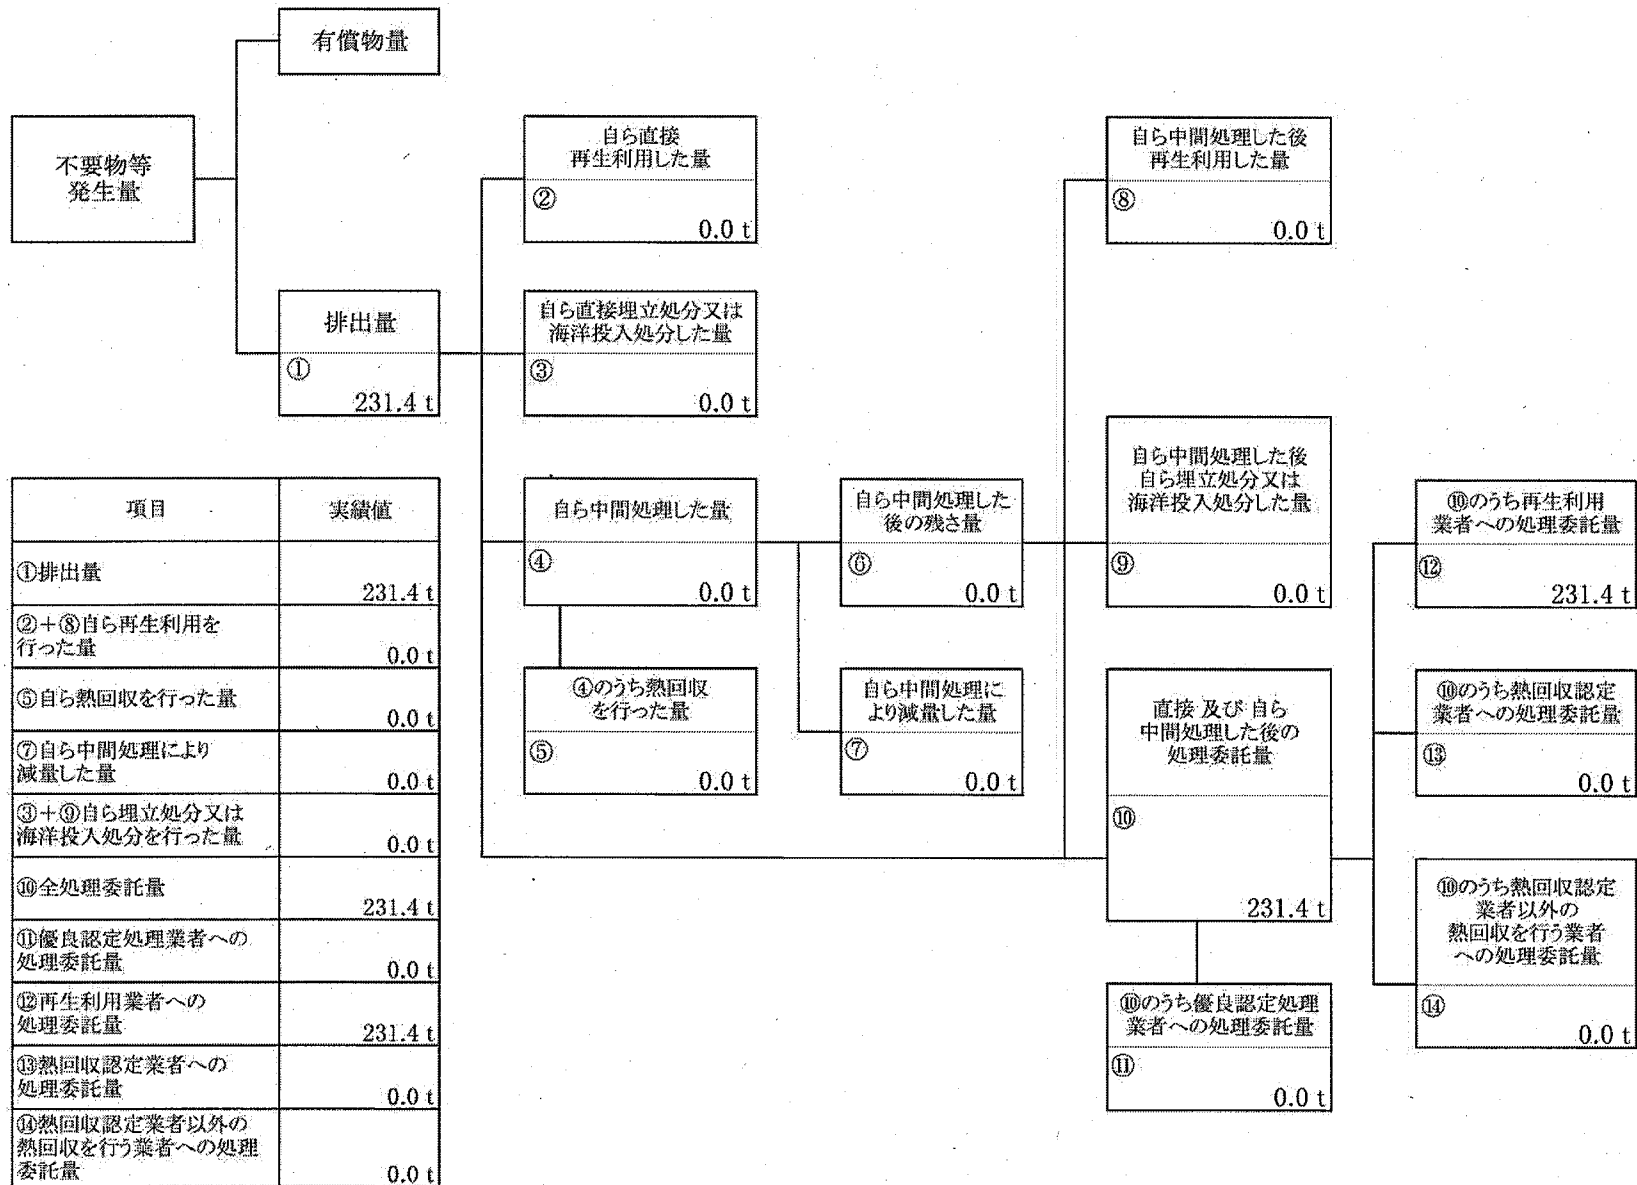 有償物量
不要物等
発生量
排出量
①
231.4 t
自ら直接
再生利用した量
②
0.0 t
自ら直接埋立処分又は
海洋投入処分した量
③
0.0 t
自ら中間処理した量
④
0.0 t
④のうち熱回収
を行った量
⑤
0.0 t
自ら中間処理した
後の残さ量
⑥
0.0 t
自ら中間処理に
より減量した量
⑦
0.0 t
自ら中間処理した後
再生利用した量
⑧
0.0 t
自ら中間処理した後
自ら埋立処分又は
海洋投入処分した量
⑨
0.0 t
直接 及び 自ら
中間処理した後の
処理委託量
⑩
231.4 t
⑩のうち優良認定処理
業者への処理委託量
⑪
0.0 t
⑩のうち再生利用
業者への処理委託量
⑫
231.4 t
⑩のうち熱回収認定
業者への処理委託量
⑬
0.0 t
⑩のうち熱回収認定
業者以外の
熱回収を行う業者
への処理委託量
⑭
0.0 t
項目 実績値
①排出量
231.4 t
②+⑧自ら再生利用を
行った量
0.0 t
⑤自ら熱回収を行った量
0.0 t
⑦自ら中間処理により
減量した量
0.0 t
③+⑨自ら埋立処分又は
海洋投入処分を行った量
0.0 t
⑩全処理委託量
231.4 t
⑪優良認定処理業者への
処理委託量
0.0 t
⑫再生利用業者への
処理委託量
231.4 t
⑬熱回収認定業者への
処理委託量
0.0 t
⑭熱回収認定業者以外の
熱回収を行う業者への処理
委託量
0.0 t